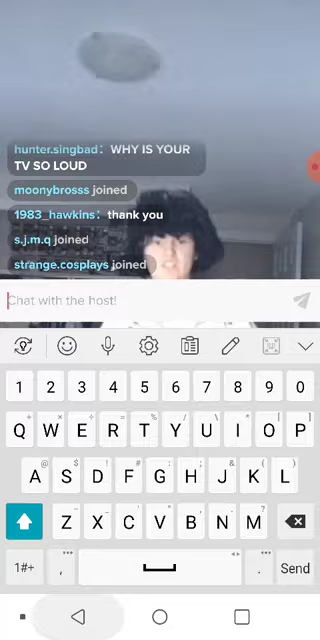 hunter.singbad: WHY IS YOUR
TV SO LOUD
moonybrosss joined
1983_hawkins: thank you
s.j.m.q joined
strange.cosplays joined
Chat with the host!
1 2 3 4 5 6 7 8 9 0
+ × ÷ = % / \ * [ ]
Q W E R T Y U I O P
@ $ ! # : ; & ( )
A S D F G H J K L
- _ " * ~ ' ^
Z X C V B N M
1#+ , . Send